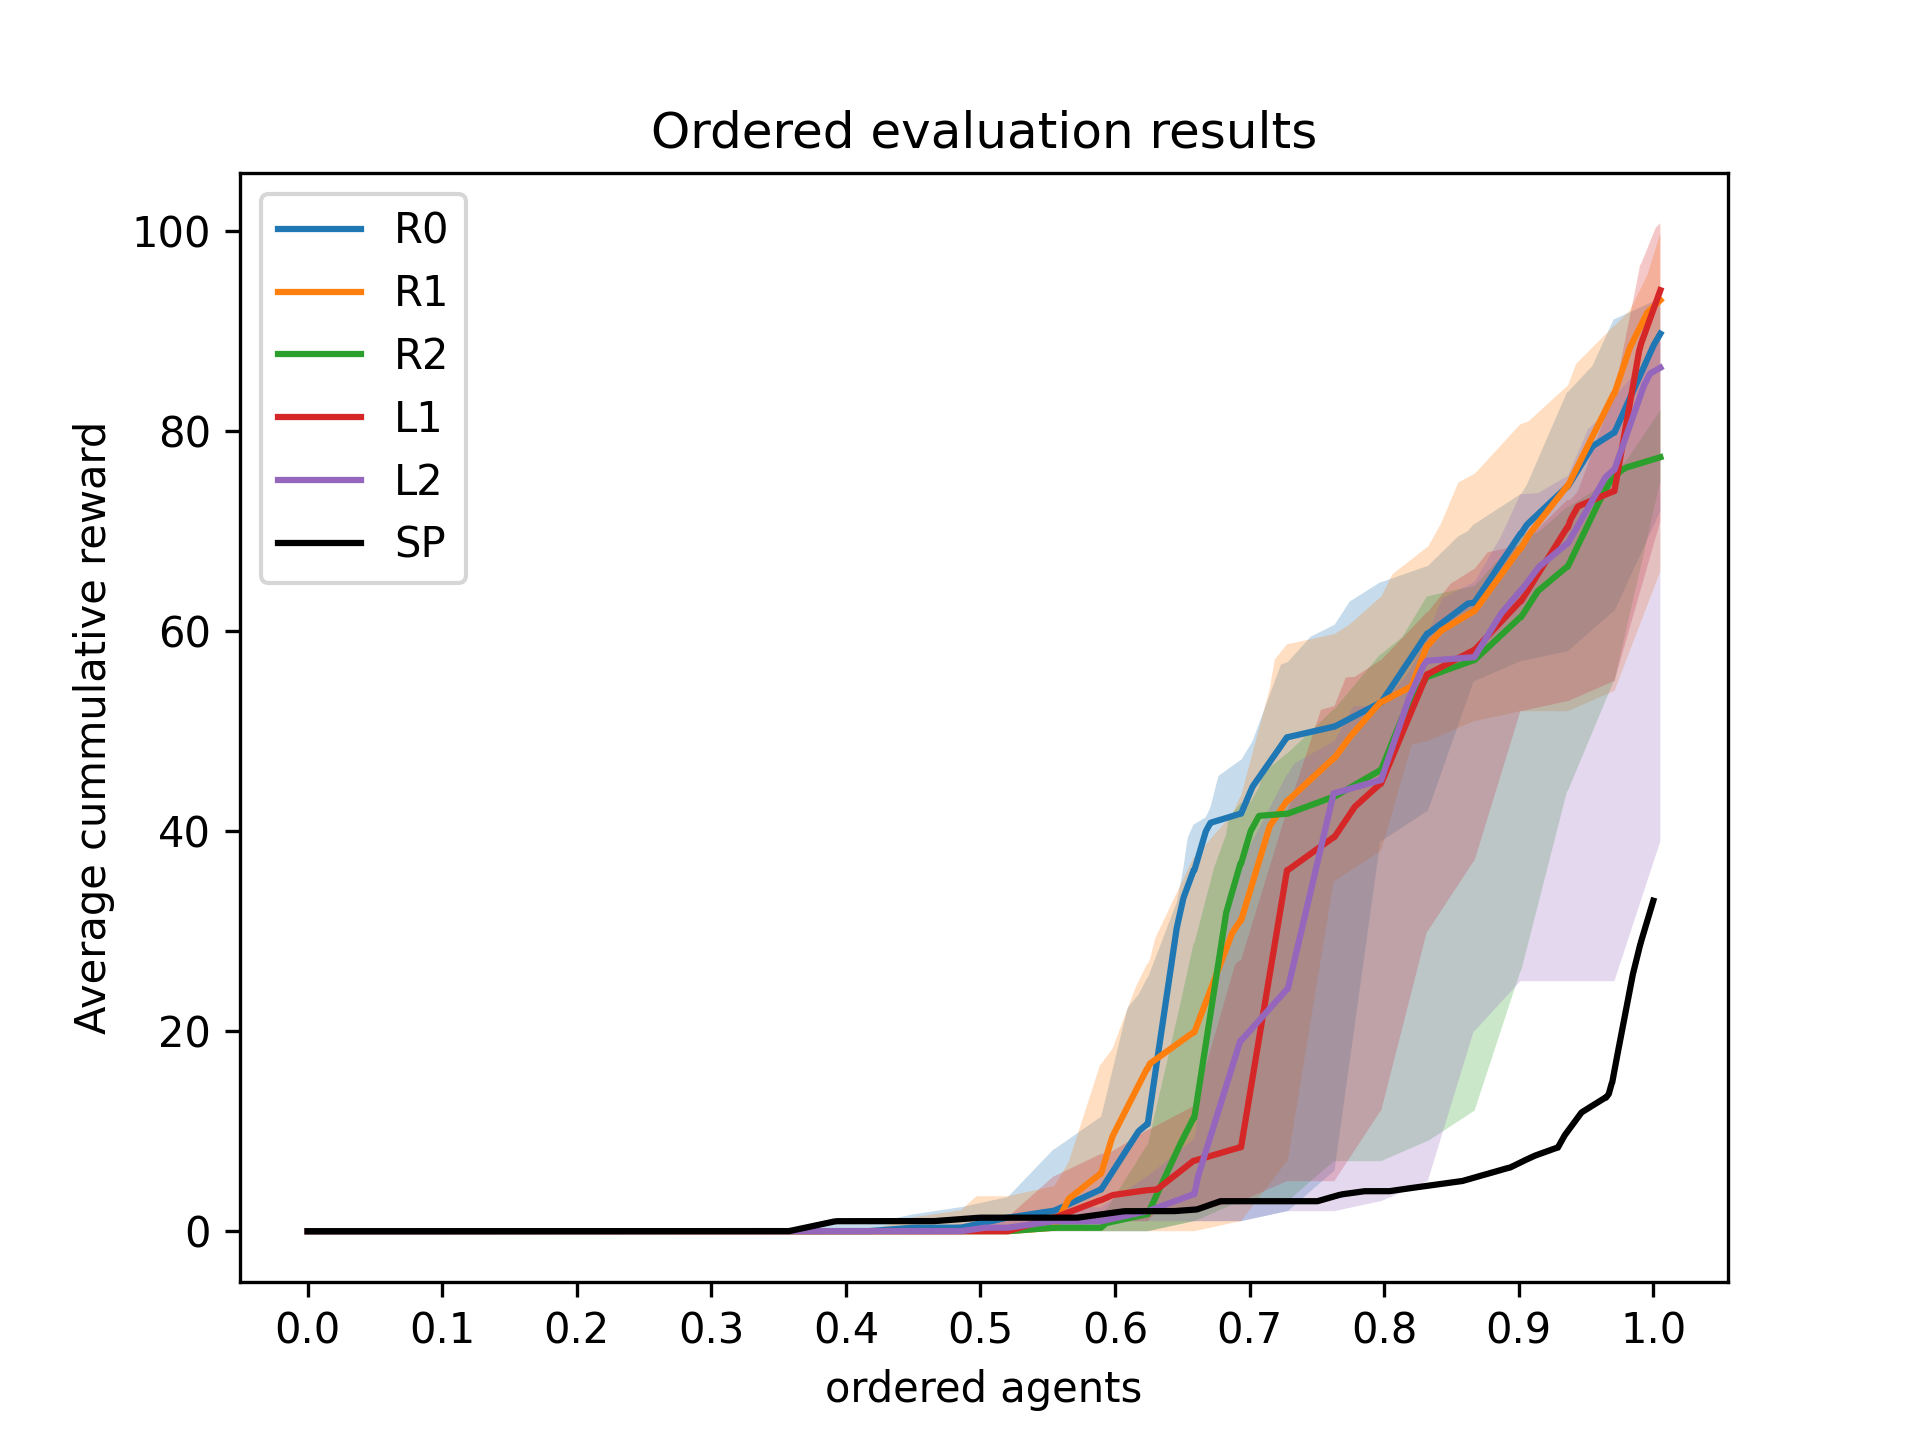 Ordered evaluation results
Average cummulative reward
100
80
60
40
20
0
R0
R1
R2
L1
L2
SP
0.0 0.1 0.2 0.3 0.4 0.5 0.6 0.7 0.8 0.9 1.0
ordered agents